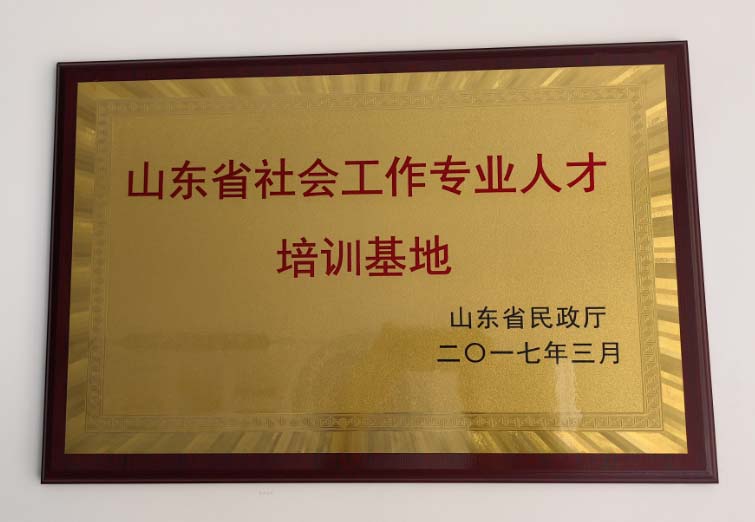 山东省社会工作专业人才
培训基地
山东省民政厅
二〇一七年三月